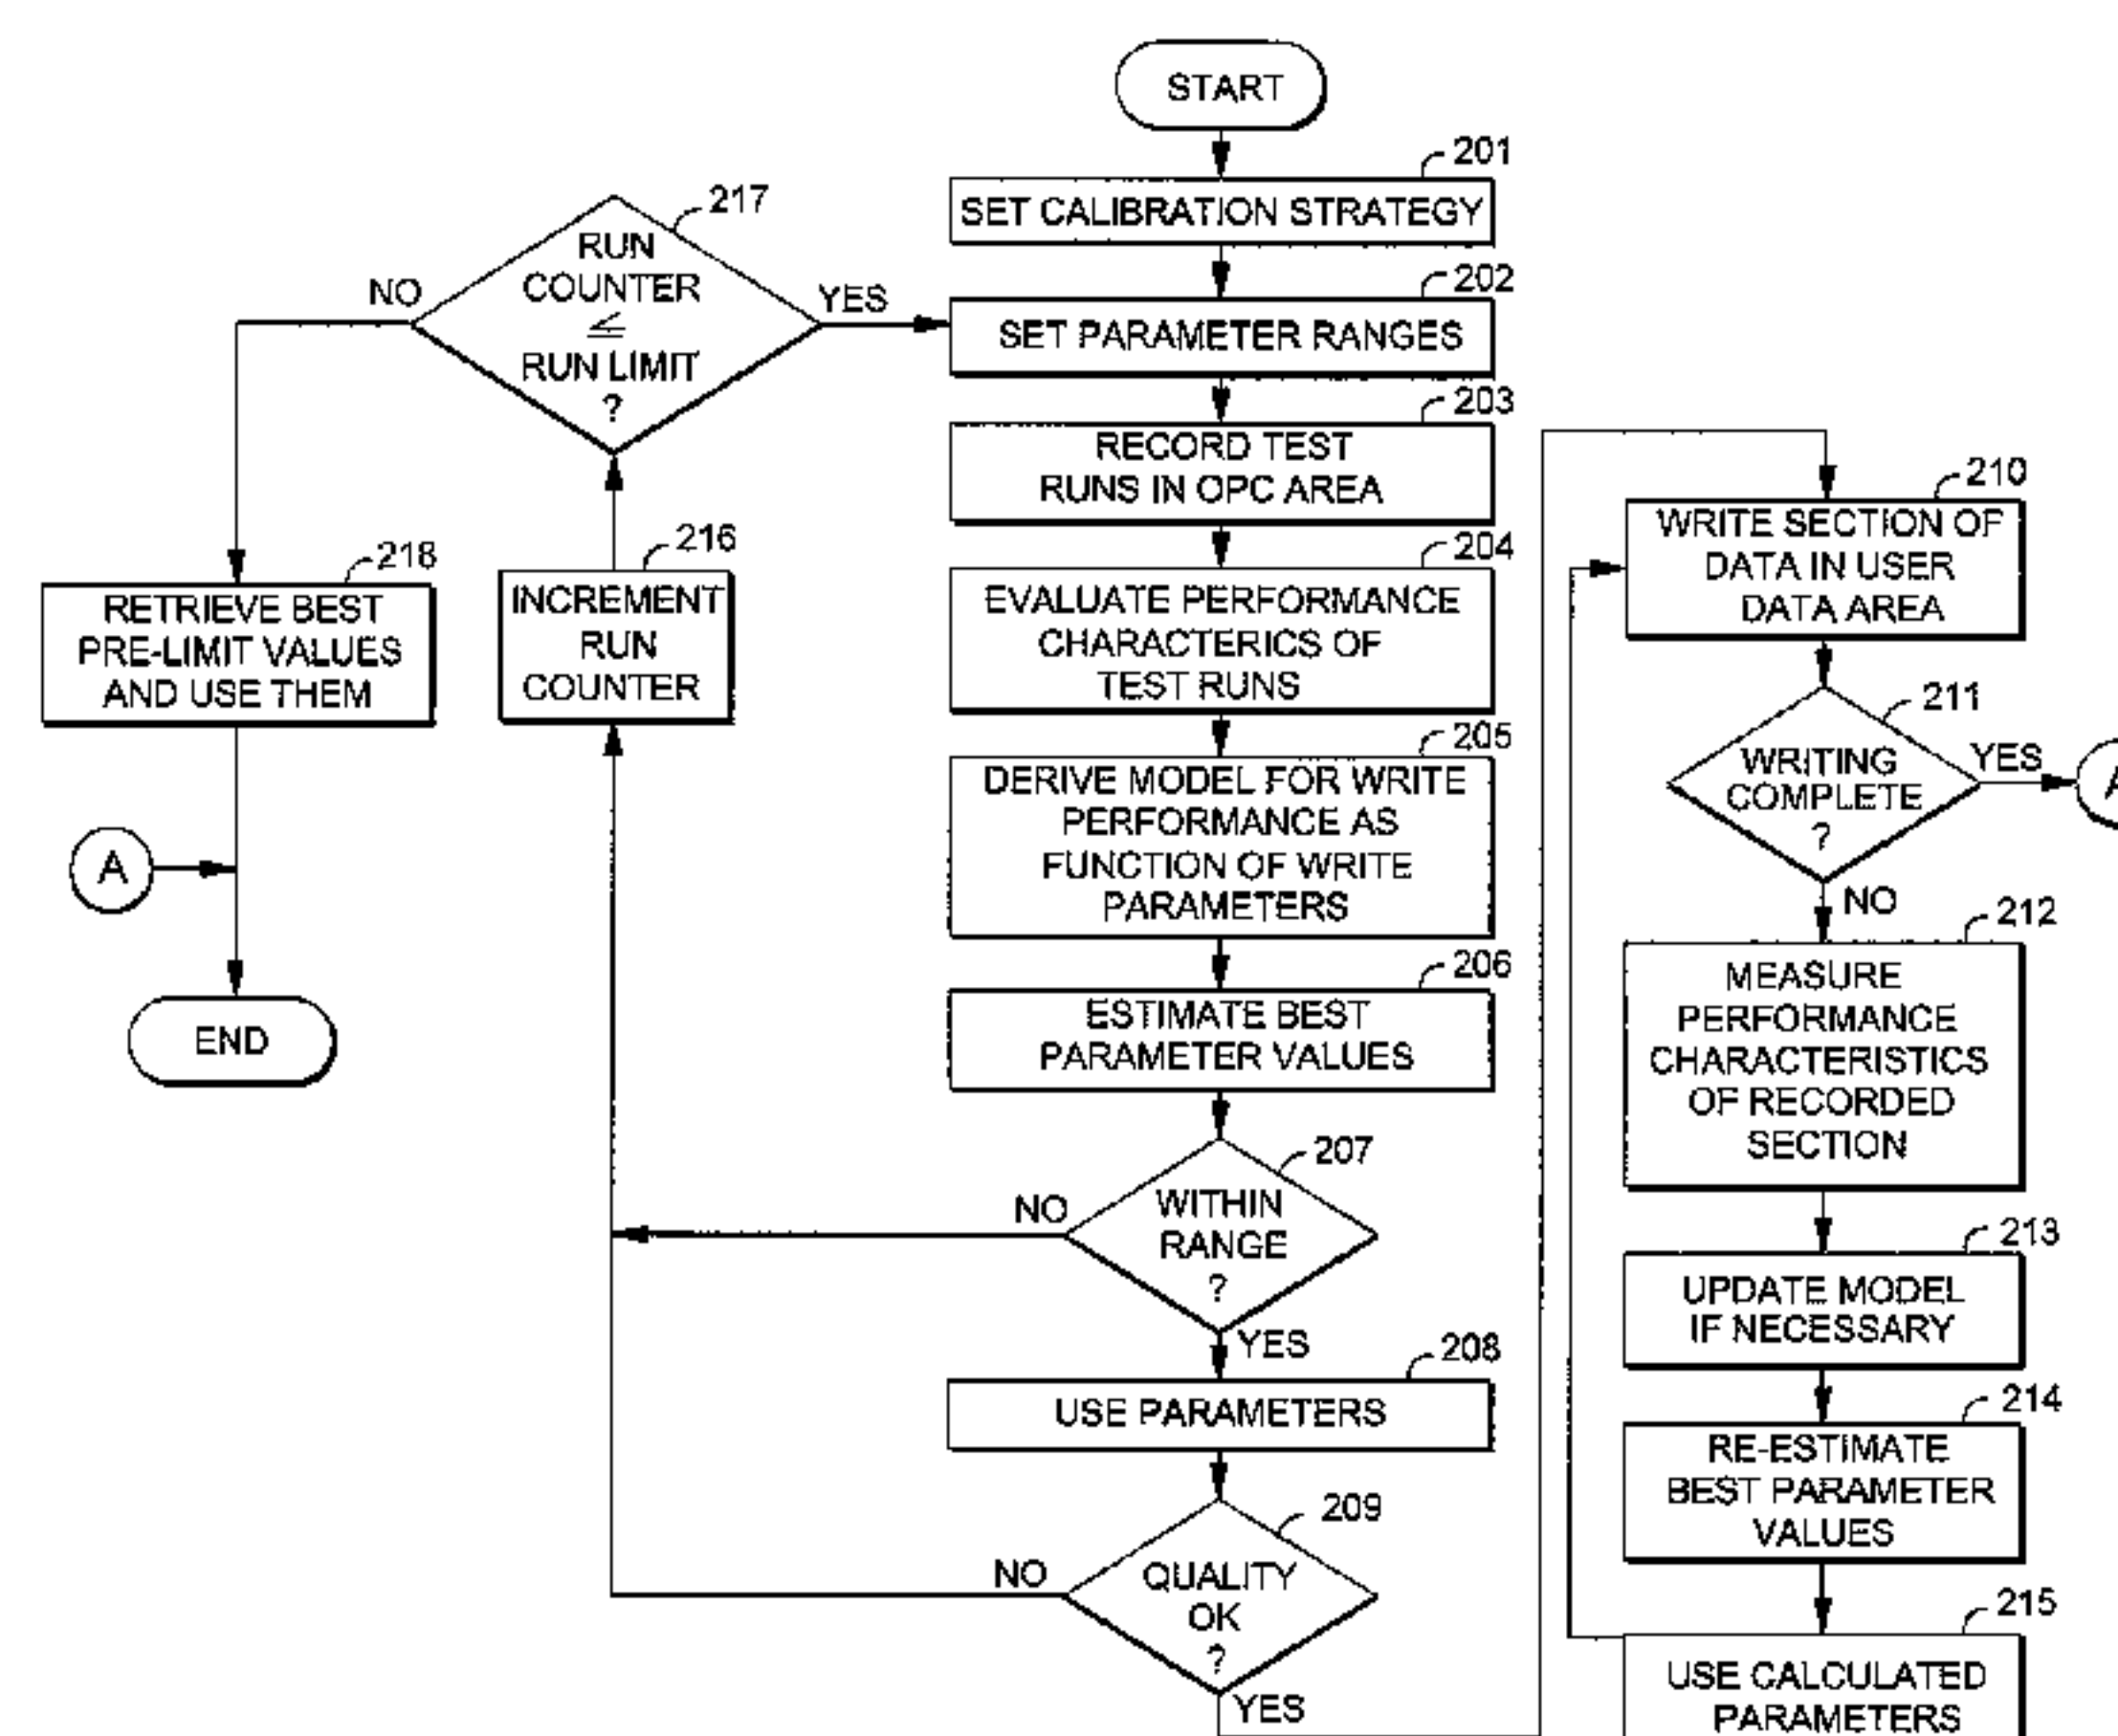 START
201
SET CALIBRATION STRATEGY
202
SET PARAMETER RANGES
203
RECORD TEST
RUNS IN OPC AREA
204
EVALUATE PERFORMANCE
CHARACTERICS OF
TEST RUNS
205
DERIVE MODEL FOR WRITE
PERFORMANCE AS
FUNCTION OF WRITE
PARAMETERS
206
ESTIMATE BEST
PARAMETER VALUES
207
WITHIN
RANGE
?
NO
YES
208
USE PARAMETERS
209
QUALITY
OK
?
NO
YES
210
WRITE SECTION OF
DATA IN USER
DATA AREA
211
WRITING
COMPLETE
?
YES
A
NO
212
MEASURE
PERFORMANCE
CHARACTERISTICS
OF RECORDED
SECTION
213
UPDATE MODEL
IF NECESSARY
214
RE-ESTIMATE
BEST PARAMETER
VALUES
215
USE CALCULATED
PARAMETERS
216
INCREMENT
RUN
COUNTER
217
RUN
COUNTER
≤
RUN LIMIT
?
NO
YES
218
RETRIEVE BEST
PRE-LIMIT VALUES
AND USE THEM
A
END